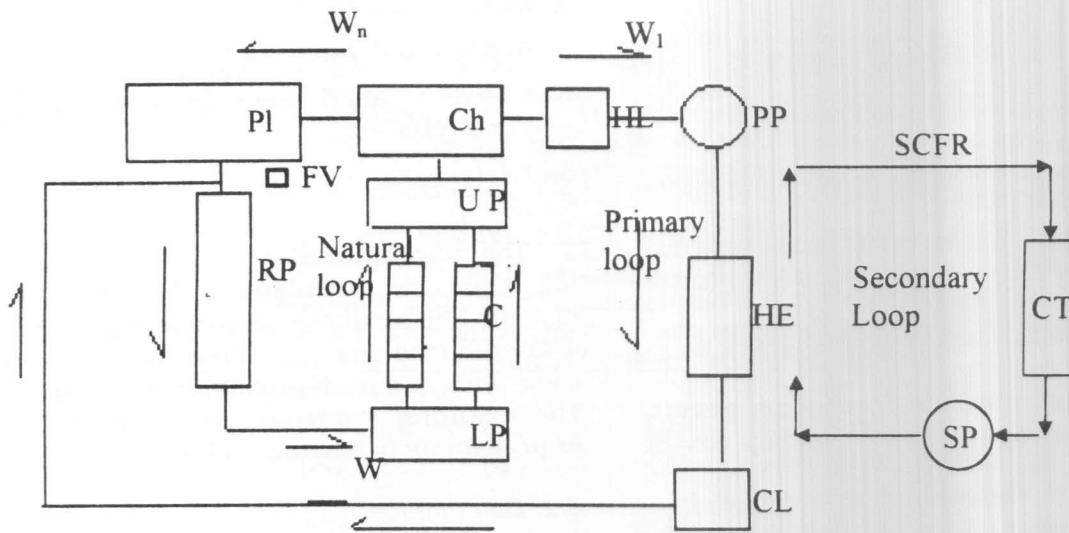 Wn
W1
Pl
Ch
HL
PP
SCFR
FV
U P
Natural
loop
Primary
loop
RP
C
HE
Secondary
Loop
CT
LP
SP
W
CL